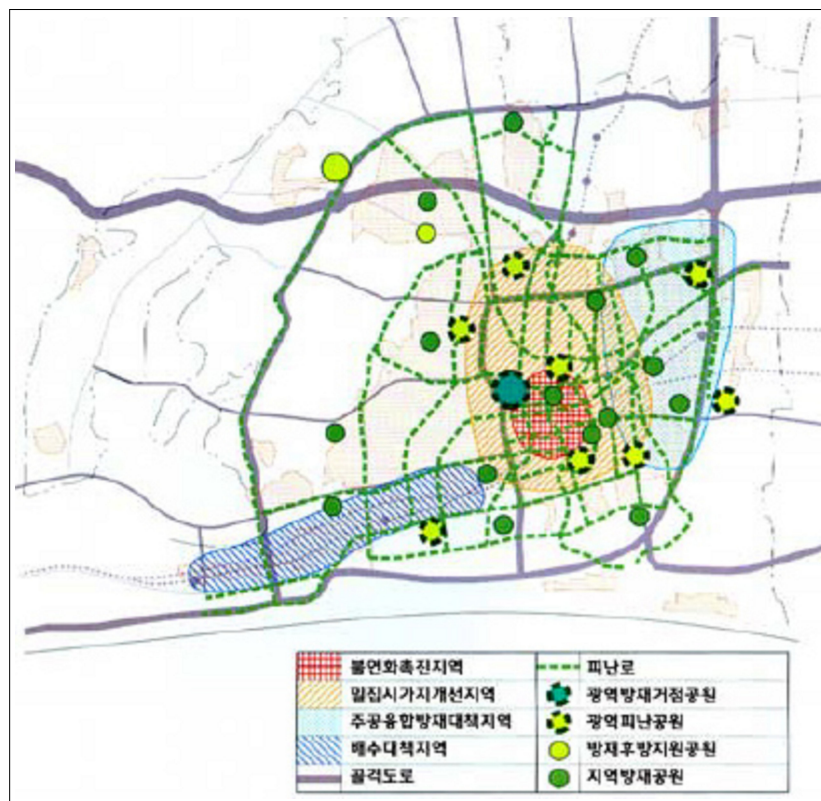 불연화촉진지역
밀집시가지개선지역
주공융합방재대책지역
배수대책지역
골격도로
피난로
광역방재거점공원
광역피난공원
방재후방지원공원
지역방재공원